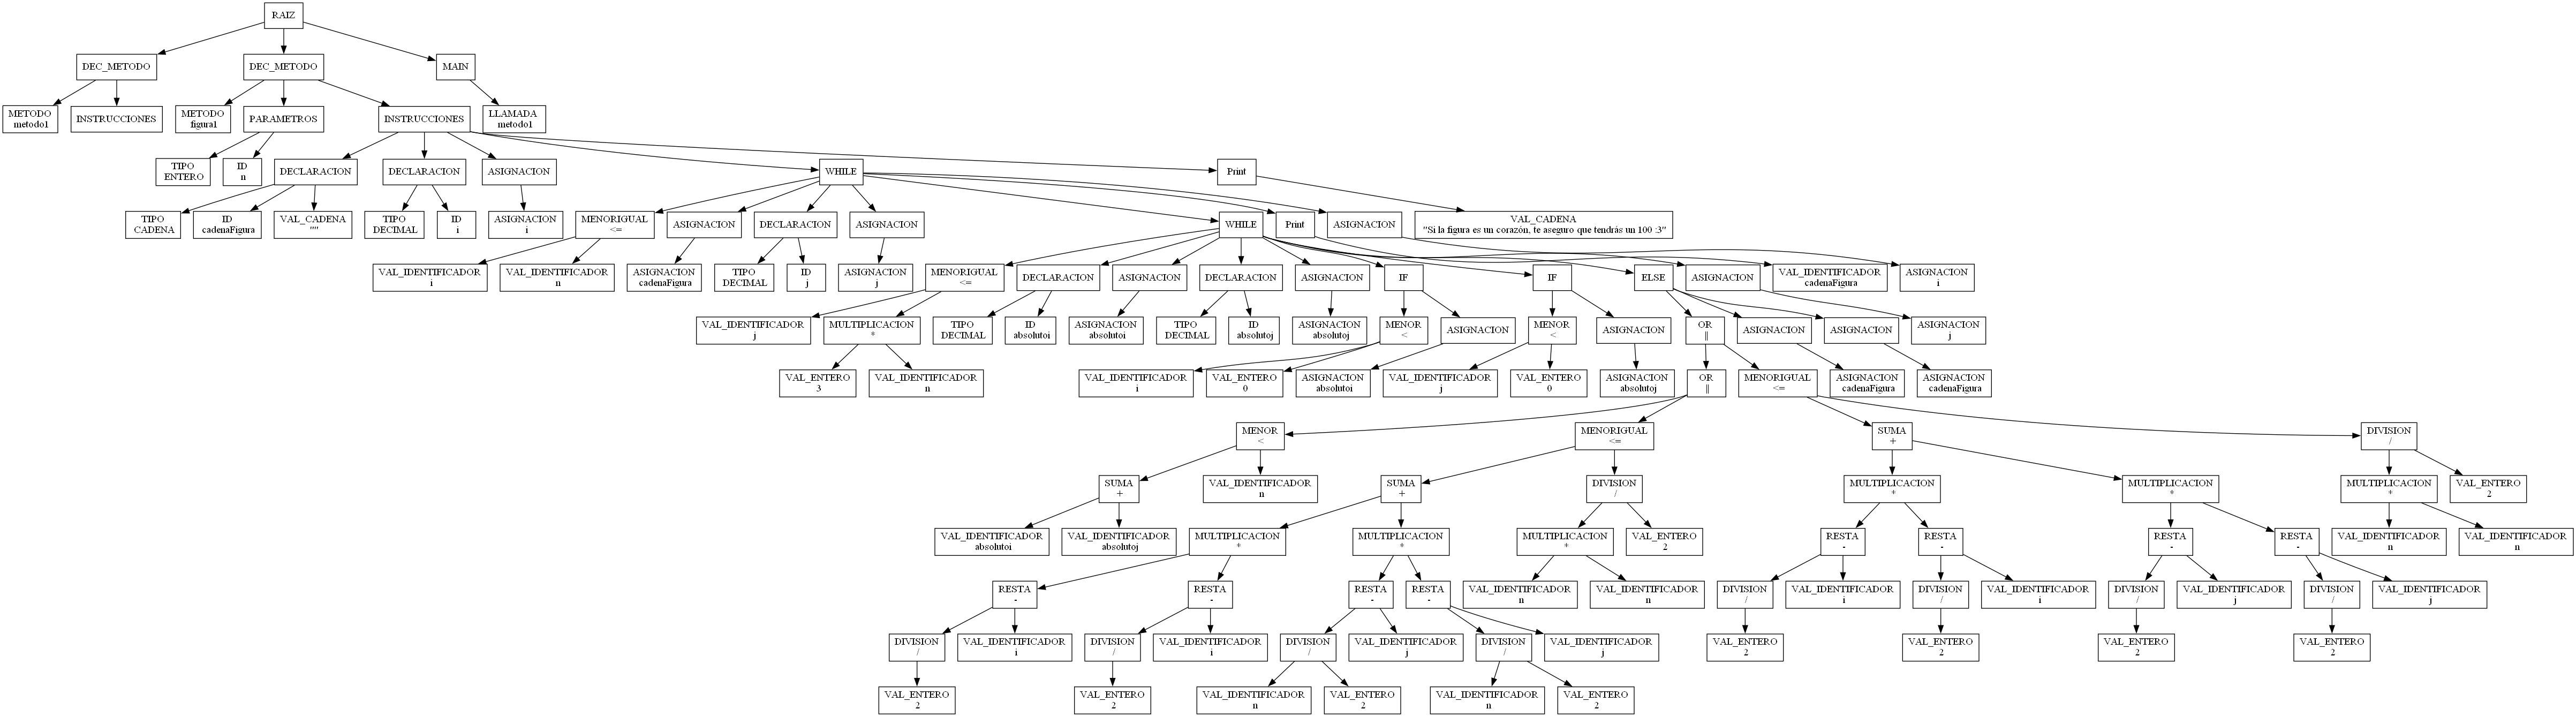 RAIZ
DEC_METODO
DEC_METODO
MAIN
METODO
metodo1
INSTRUCCIONES
METODO
figura1
PARAMETROS
INSTRUCCIONES
LLAMADA
metodo1
TIPO
ENTERO
ID
n
DECLARACION
DECLARACION
ASIGNACION
WHILE
Print
TIPO
CADENA
ID
cadenaFigura
VAL_CADENA
""
TIPO
DECIMAL
ID
i
ASIGNACION
i
MENORIGUAL
<=
ASIGNACION
DECLARACION
ASIGNACION
WHILE
Print
ASIGNACION
VAL_CADENA
"Si la figura es un corazón, te aseguro que tendrás un 100 :3"
VAL_IDENTIFICADOR
i
VAL_IDENTIFICADOR
n
ASIGNACION
cadenaFigura
TIPO
DECIMAL
ID
j
ASIGNACION
j
MENORIGUAL
<=
DECLARACION
ASIGNACION
DECLARACION
ASIGNACION
IF
IF
ELSE
ASIGNACION
VAL_IDENTIFICADOR
cadenaFigura
ASIGNACION
i
VAL_IDENTIFICADOR
j
MULTIPLICACION
*
TIPO
DECIMAL
ID
absolutoi
ASIGNACION
absolutoi
TIPO
DECIMAL
ID
absolutoj
ASIGNACION
absolutoj
MENOR
<
ASIGNACION
MENOR
<
ASIGNACION
OR
||
ASIGNACION
ASIGNACION
ASIGNACION
j
VAL_ENTERO
3
VAL_IDENTIFICADOR
n
VAL_IDENTIFICADOR
i
VAL_ENTERO
0
ASIGNACION
absolutoi
VAL_IDENTIFICADOR
j
VAL_ENTERO
0
ASIGNACION
absolutoj
OR
||
MENORIGUAL
<=
ASIGNACION
cadenaFigura
ASIGNACION
cadenaFigura
MENOR
<
MENORIGUAL
<=
SUMA
+
DIVISION
/
SUMA
+
VAL_IDENTIFICADOR
n
SUMA
+
DIVISION
/
MULTIPLICACION
*
MULTIPLICACION
*
MULTIPLICACION
*
VAL_ENTERO
2
VAL_IDENTIFICADOR
absolutoi
VAL_IDENTIFICADOR
absolutoj
MULTIPLICACION
*
MULTIPLICACION
*
MULTIPLICACION
*
VAL_ENTERO
2
RESTA
-
RESTA
-
RESTA
-
RESTA
-
VAL_IDENTIFICADOR
n
VAL_IDENTIFICADOR
n
RESTA
-
RESTA
-
RESTA
-
RESTA
-
VAL_IDENTIFICADOR
n
VAL_IDENTIFICADOR
n
DIVISION
/
VAL_IDENTIFICADOR
i
DIVISION
/
VAL_IDENTIFICADOR
i
DIVISION
/
VAL_IDENTIFICADOR
j
DIVISION
/
VAL_IDENTIFICADOR
j
DIVISION
/
VAL_IDENTIFICADOR
i
DIVISION
/
VAL_IDENTIFICADOR
i
DIVISION
/
VAL_IDENTIFICADOR
j
DIVISION
/
VAL_IDENTIFICADOR
j
VAL_ENTERO
2
VAL_ENTERO
2
VAL_ENTERO
2
VAL_ENTERO
2
VAL_ENTERO
2
VAL_ENTERO
2
VAL_IDENTIFICADOR
n
VAL_ENTERO
2
VAL_IDENTIFICADOR
n
VAL_ENTERO
2